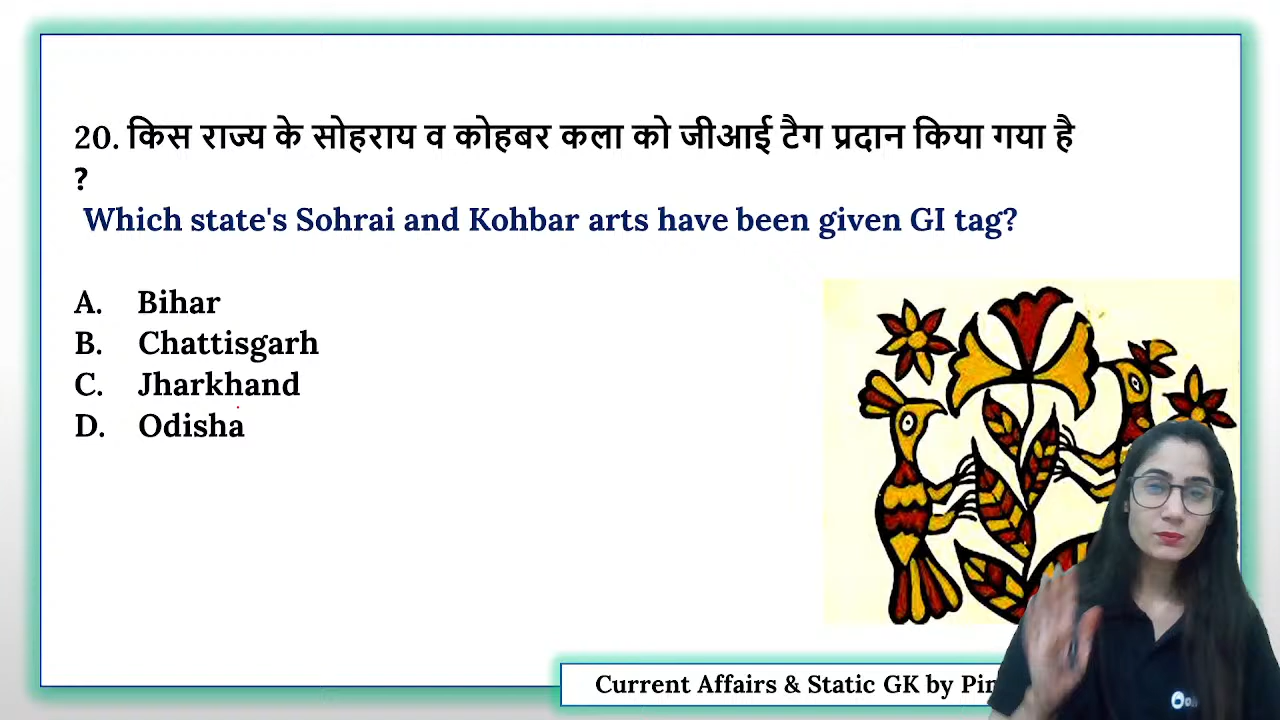 20. किस राज्य के सोहराय व कोहबर कला को जीआई टैग प्रदान किया गया है
?
Which state's Sohrai and Kohbar arts have been given GI tag?
A. Bihar
B. Chattisgarh
C. Jharkhand
D. Odisha
Current Affairs & Static GK by